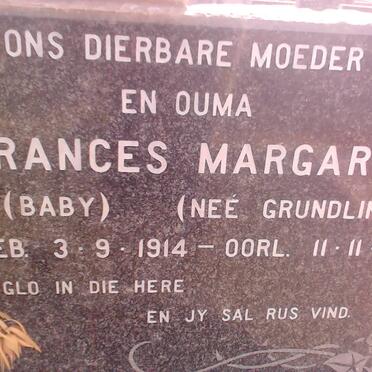 ONS DIERBARE MOEDER
EN OUMA
RANCES MARGAR
(BABY) (NEÉ GRUNDLIN
EB. 3-9-1914 — OORL. 11-11-
GLO IN DIE HERE
EN JY SAL RUS VIND.